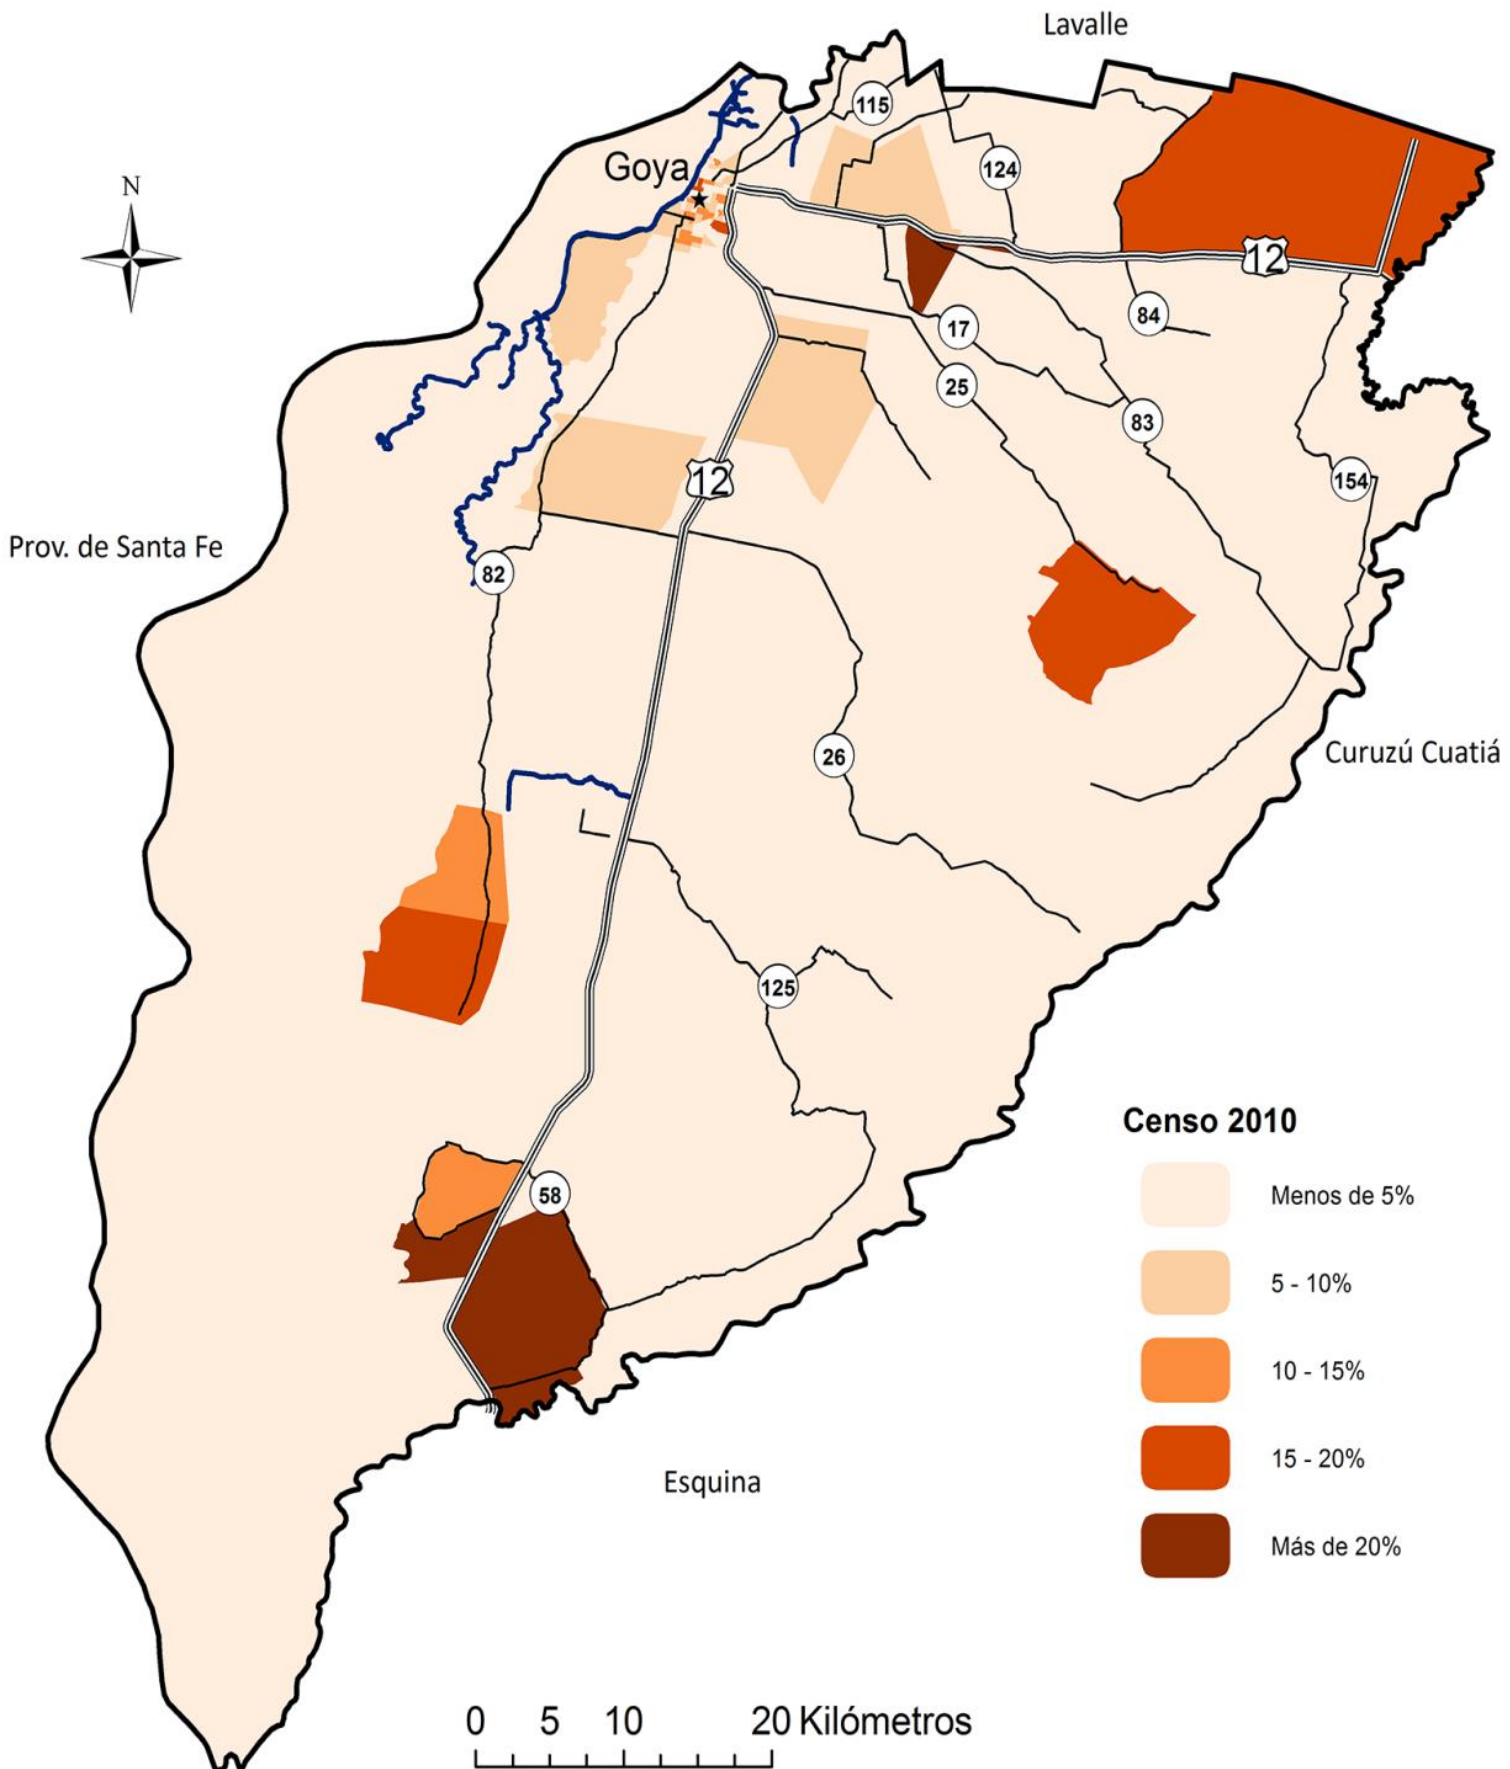 Lavalle
115
Goya
124
N
12
84
17
25
83
12
154
Prov. de Santa Fe
82
26
Curuzú Cuatiá
125
Censo 2010
Menos de 5%
58
5 - 10%
10 - 15%
15 - 20%
Esquina
Más de 20%
0 5 10 20 Kilómetros